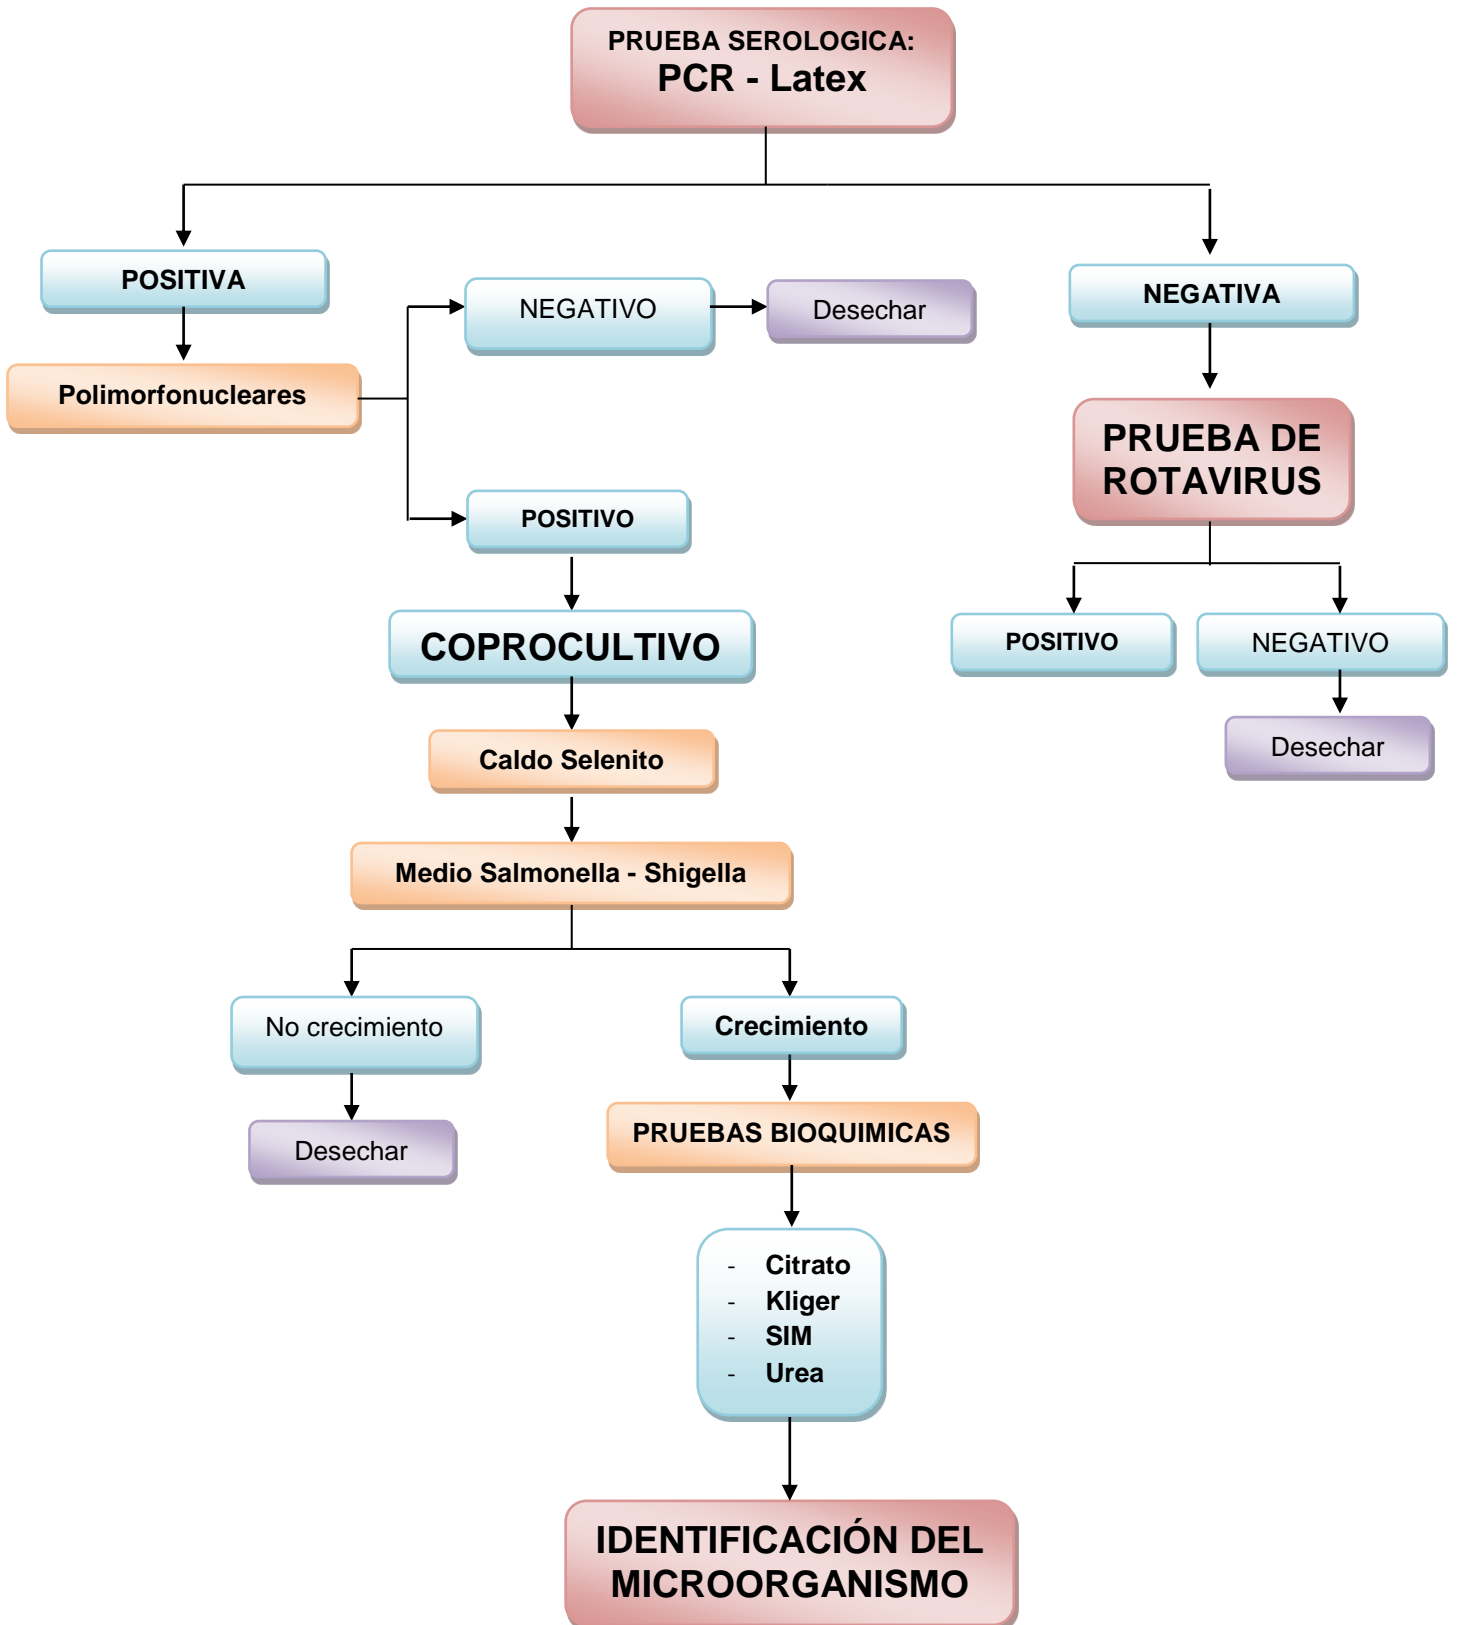 PRUEBA SEROLOGICA:
PCR - Latex
POSITIVA
NEGATIVO
Desechar
NEGATIVA
Polimorfonucleares
PRUEBA DE
ROTAVIRUS
POSITIVO
COPROCULTIVO
POSITIVO
NEGATIVO
Caldo Selenito
Desechar
Medio Salmonella - Shigella
No crecimiento
Crecimiento
Desechar
PRUEBAS BIOQUIMICAS
- Citrato
- Kliger
- SIM
- Urea
IDENTIFICACIÓN DEL
MICROORGANISMO